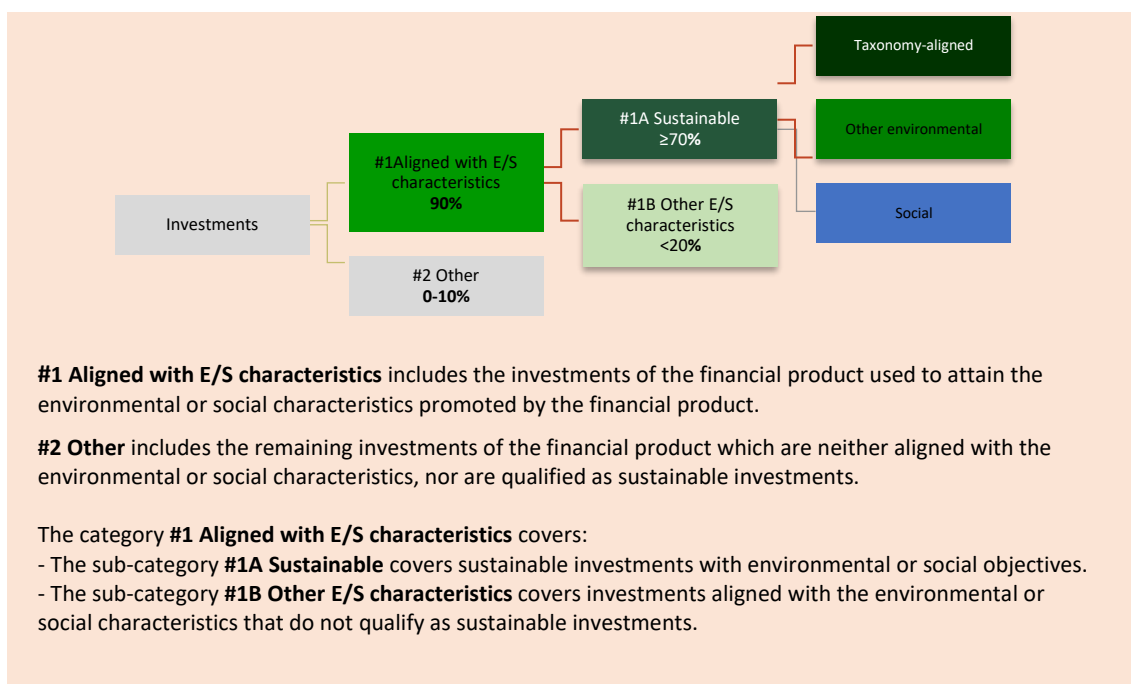 Taxonomy-aligned
#1A Sustainable
≥70%
Other environmental
#1Aligned with E/S
characteristics
90%
#1B Other E/S
characteristics
<20%
Social
Investments
#2 Other
0-10%
#1 Aligned with E/S characteristics includes the investments of the financial product used to attain the
environmental or social characteristics promoted by the financial product.
#2 Other includes the remaining investments of the financial product which are neither aligned with the
environmental or social characteristics, nor are qualified as sustainable investments.
The category #1 Aligned with E/S characteristics covers:
- The sub-category #1A Sustainable covers sustainable investments with environmental or social objectives.
- The sub-category #1B Other E/S characteristics covers investments aligned with the environmental or
social characteristics that do not qualify as sustainable investments.